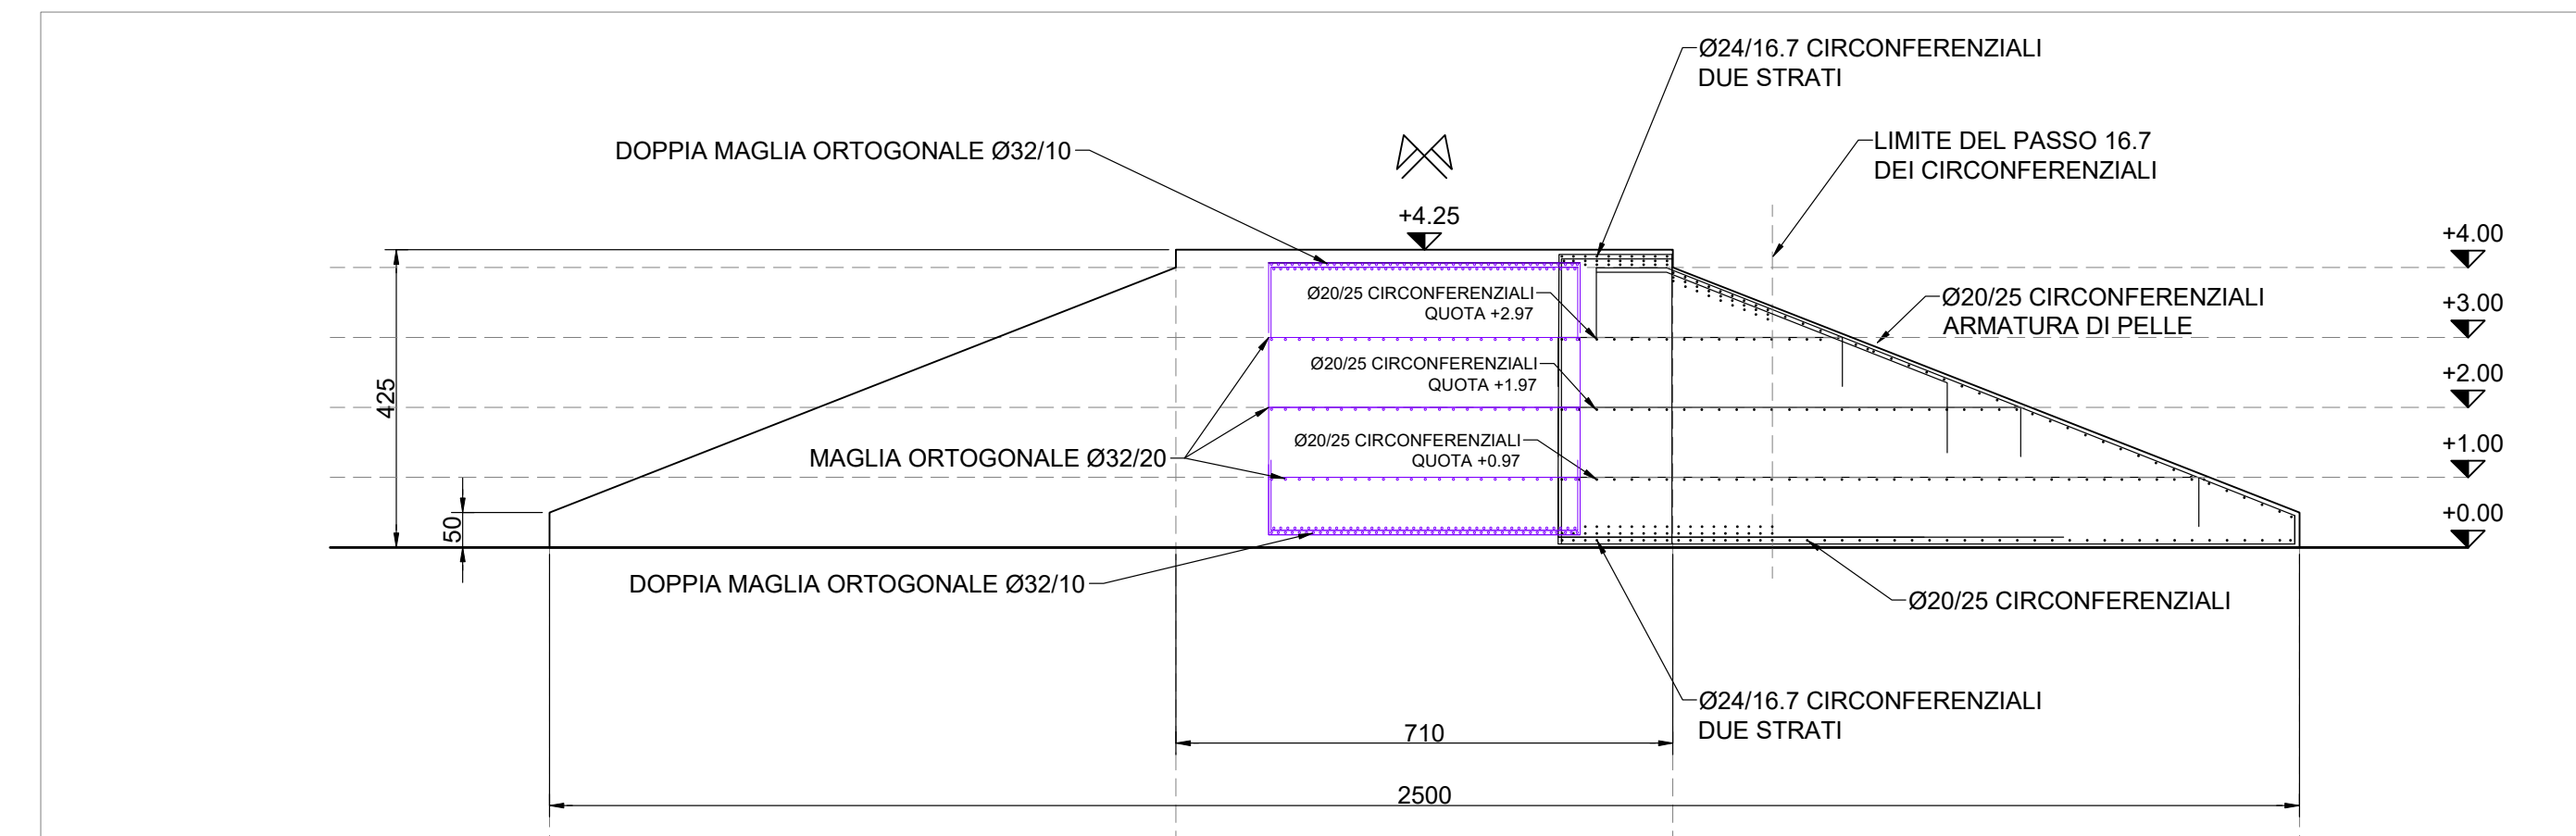 Ø24/16.7 CIRCONFERENZIALI
DUE STRATI
DOPPIA MAGLIA ORTOGONALE Ø32/10
LIMITE DEL PASSO 16.7
DEI CIRCONFERENZIALI
+4.25
+4.00
Ø20/25 CIRCONFERENZIALI
QUOTA +2.97
Ø20/25 CIRCONFERENZIALI
ARMATURA DI PELLE
+3.00
Ø20/25 CIRCONFERENZIALI
QUOTA +1.97
+2.00
425
MAGLIA ORTOGONALE Ø32/20
Ø20/25 CIRCONFERENZIALI
QUOTA +0.97
+1.00
50
+0.00
DOPPIA MAGLIA ORTOGONALE Ø32/10
Ø20/25 CIRCONFERENZIALI
Ø24/16.7 CIRCONFERENZIALI
DUE STRATI
710
2500